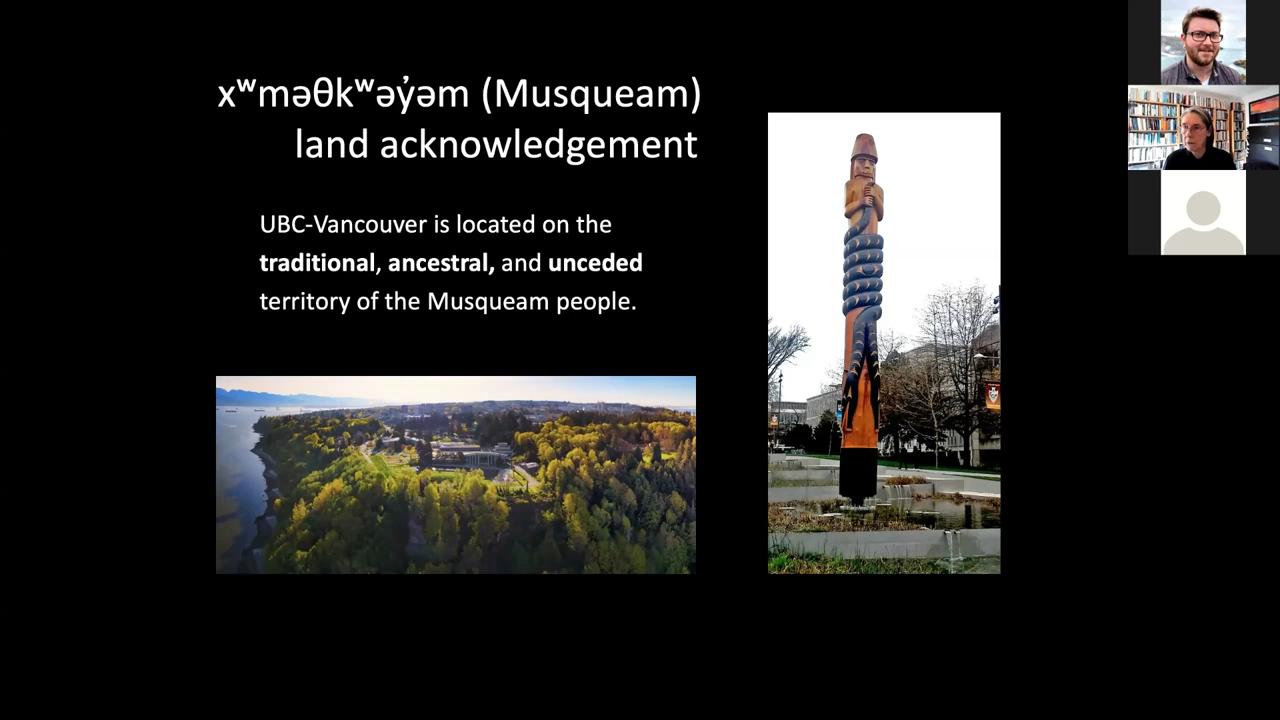 xʷməθkʷəy̓əm (Musqueam)
land acknowledgement
UBC-Vancouver is located on the
traditional, ancestral, and unceded
territory of the Musqueam people.